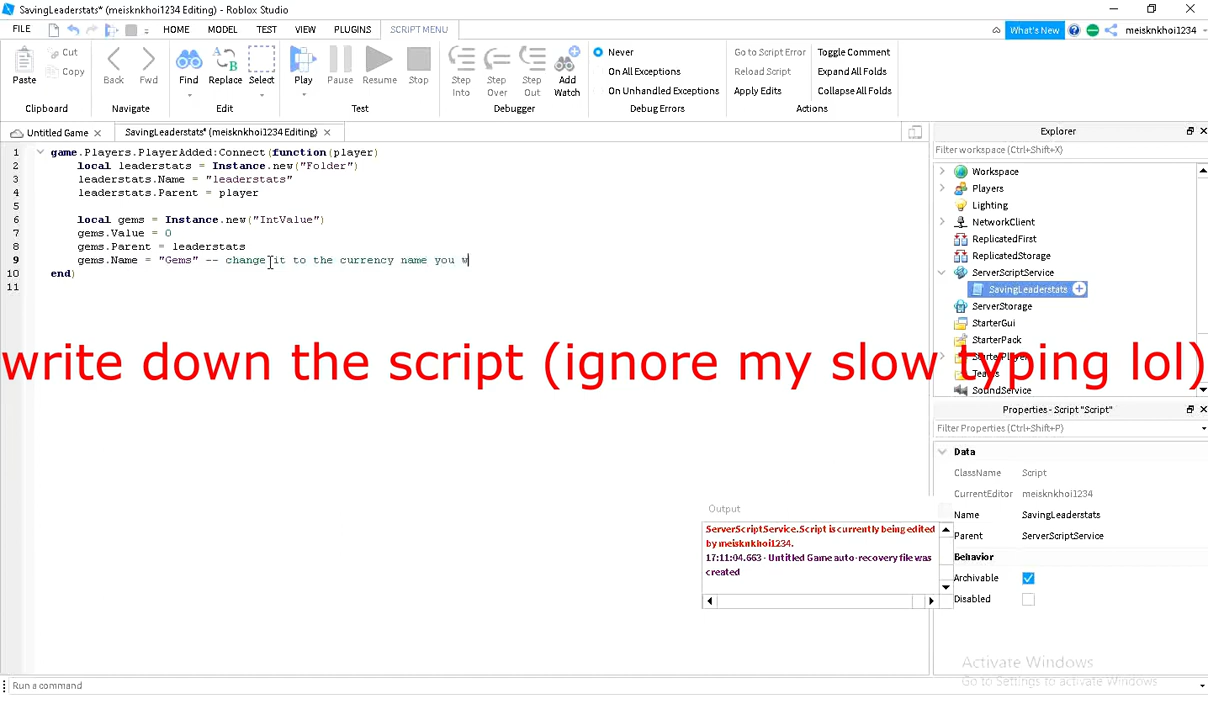 SavingLeaderstats* (meisknkhoi1234 Editing) - Roblox Studio
FILE HOME MODEL TEST VIEW PLUGINS SCRIPT MENU What's New meisknkhoi1234
Paste Cut Copy Back Fwd Find Replace Select Play Pause Resume Stop Step Into Step Over Step Out Add Watch
Never
On All Exceptions
On Unhandled Exceptions
Go to Script Error
Reload Script
Apply Edits
Toggle Comment
Expand All Folds
Collapse All Folds
Clipboard Navigate Edit Test Debugger Debug Errors Actions
Untitled Game SavingLeaderstats* (meisknkhoi1234 Editing)
1 game.Players.PlayerAdded:Connect(function(player)
2 local leaderstats = Instance.new("Folder")
3 leaderstats.Name = "leaderstats"
4 leaderstats.Parent = player
5
6 local gems = Instance.new("IntValue")
7 gems.Value = 0
8 gems.Parent = leaderstats
9 gems.Name = "Gems" -- change it to the currency name you w
10 end)
11
write down the script (ignore my slow typing lol)
Explorer
Filter workspace (Ctrl+Shift+X)
Workspace
Players
Lighting
NetworkClient
ReplicatedFirst
ReplicatedStorage
ServerScriptService
SavingLeaderstats
ServerStorage
StarterGui
StarterPack
StarterPlayer
Teams
SoundService
Properties - Script "Script"
Filter Properties (Ctrl+Shift+P)
Data
ClassName Script
CurrentEditor meisknkhoi1234
Name SavingLeaderstats
Parent ServerScriptService
Behavior
Archivable
Disabled
Output
ServerScriptService.Script is currently being edited
by meisknkhoi1234.
17:11:04.663 - Untitled Game auto-recovery file was
created
Activate Windows
Go to Settings to activate Windows.
Run a command